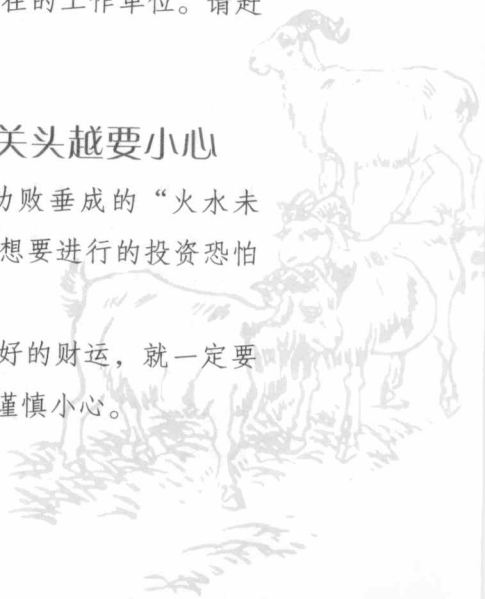 在的工作单位。请赶
关头越要小心
功败垂成的“火水未
想要进行的投资恐怕
好的财运，就一定要
谨慎小心。